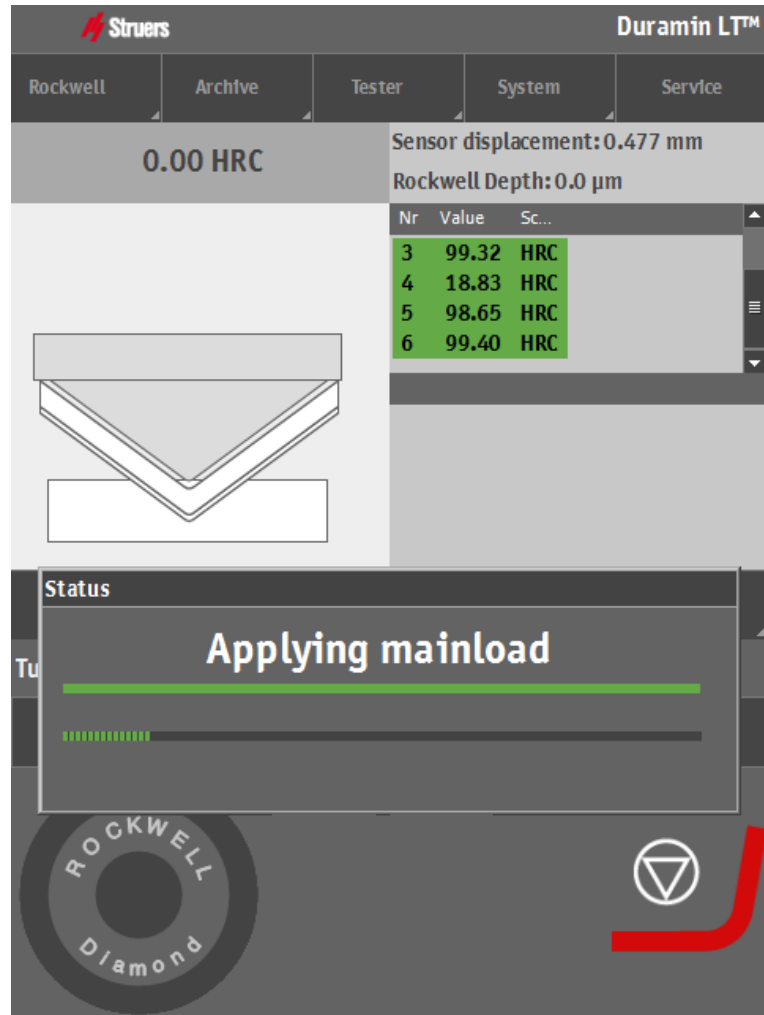 Struers
Duramin LT™
Rockwell Archive Tester System Service
0.00 HRC
Sensor displacement: 0.477 mm
Rockwell Depth: 0.0 µm
Nr Value Sc...
3 99.32 HRC
4 18.83 HRC
5 98.65 HRC
6 99.40 HRC
Status
Applying mainload
Tu
ROCKWELL
Diamond